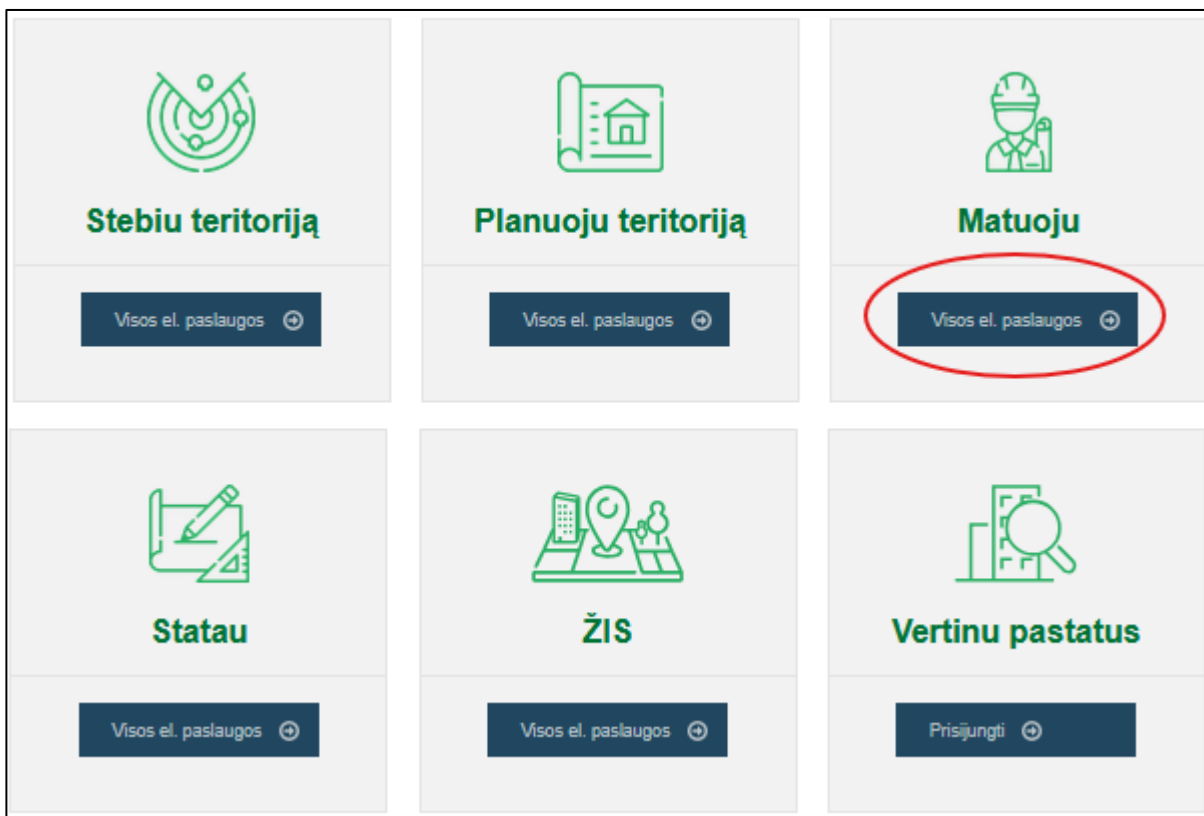 Stebiu teritoriją
Planuoju teritoriją
Matuoju
Visos el. paslaugos
Visos el. paslaugos
Visos el. paslaugos
Statau
ŽIS
Vertinu pastatus
Visos el. paslaugos
Visos el. paslaugos
Prisijungti